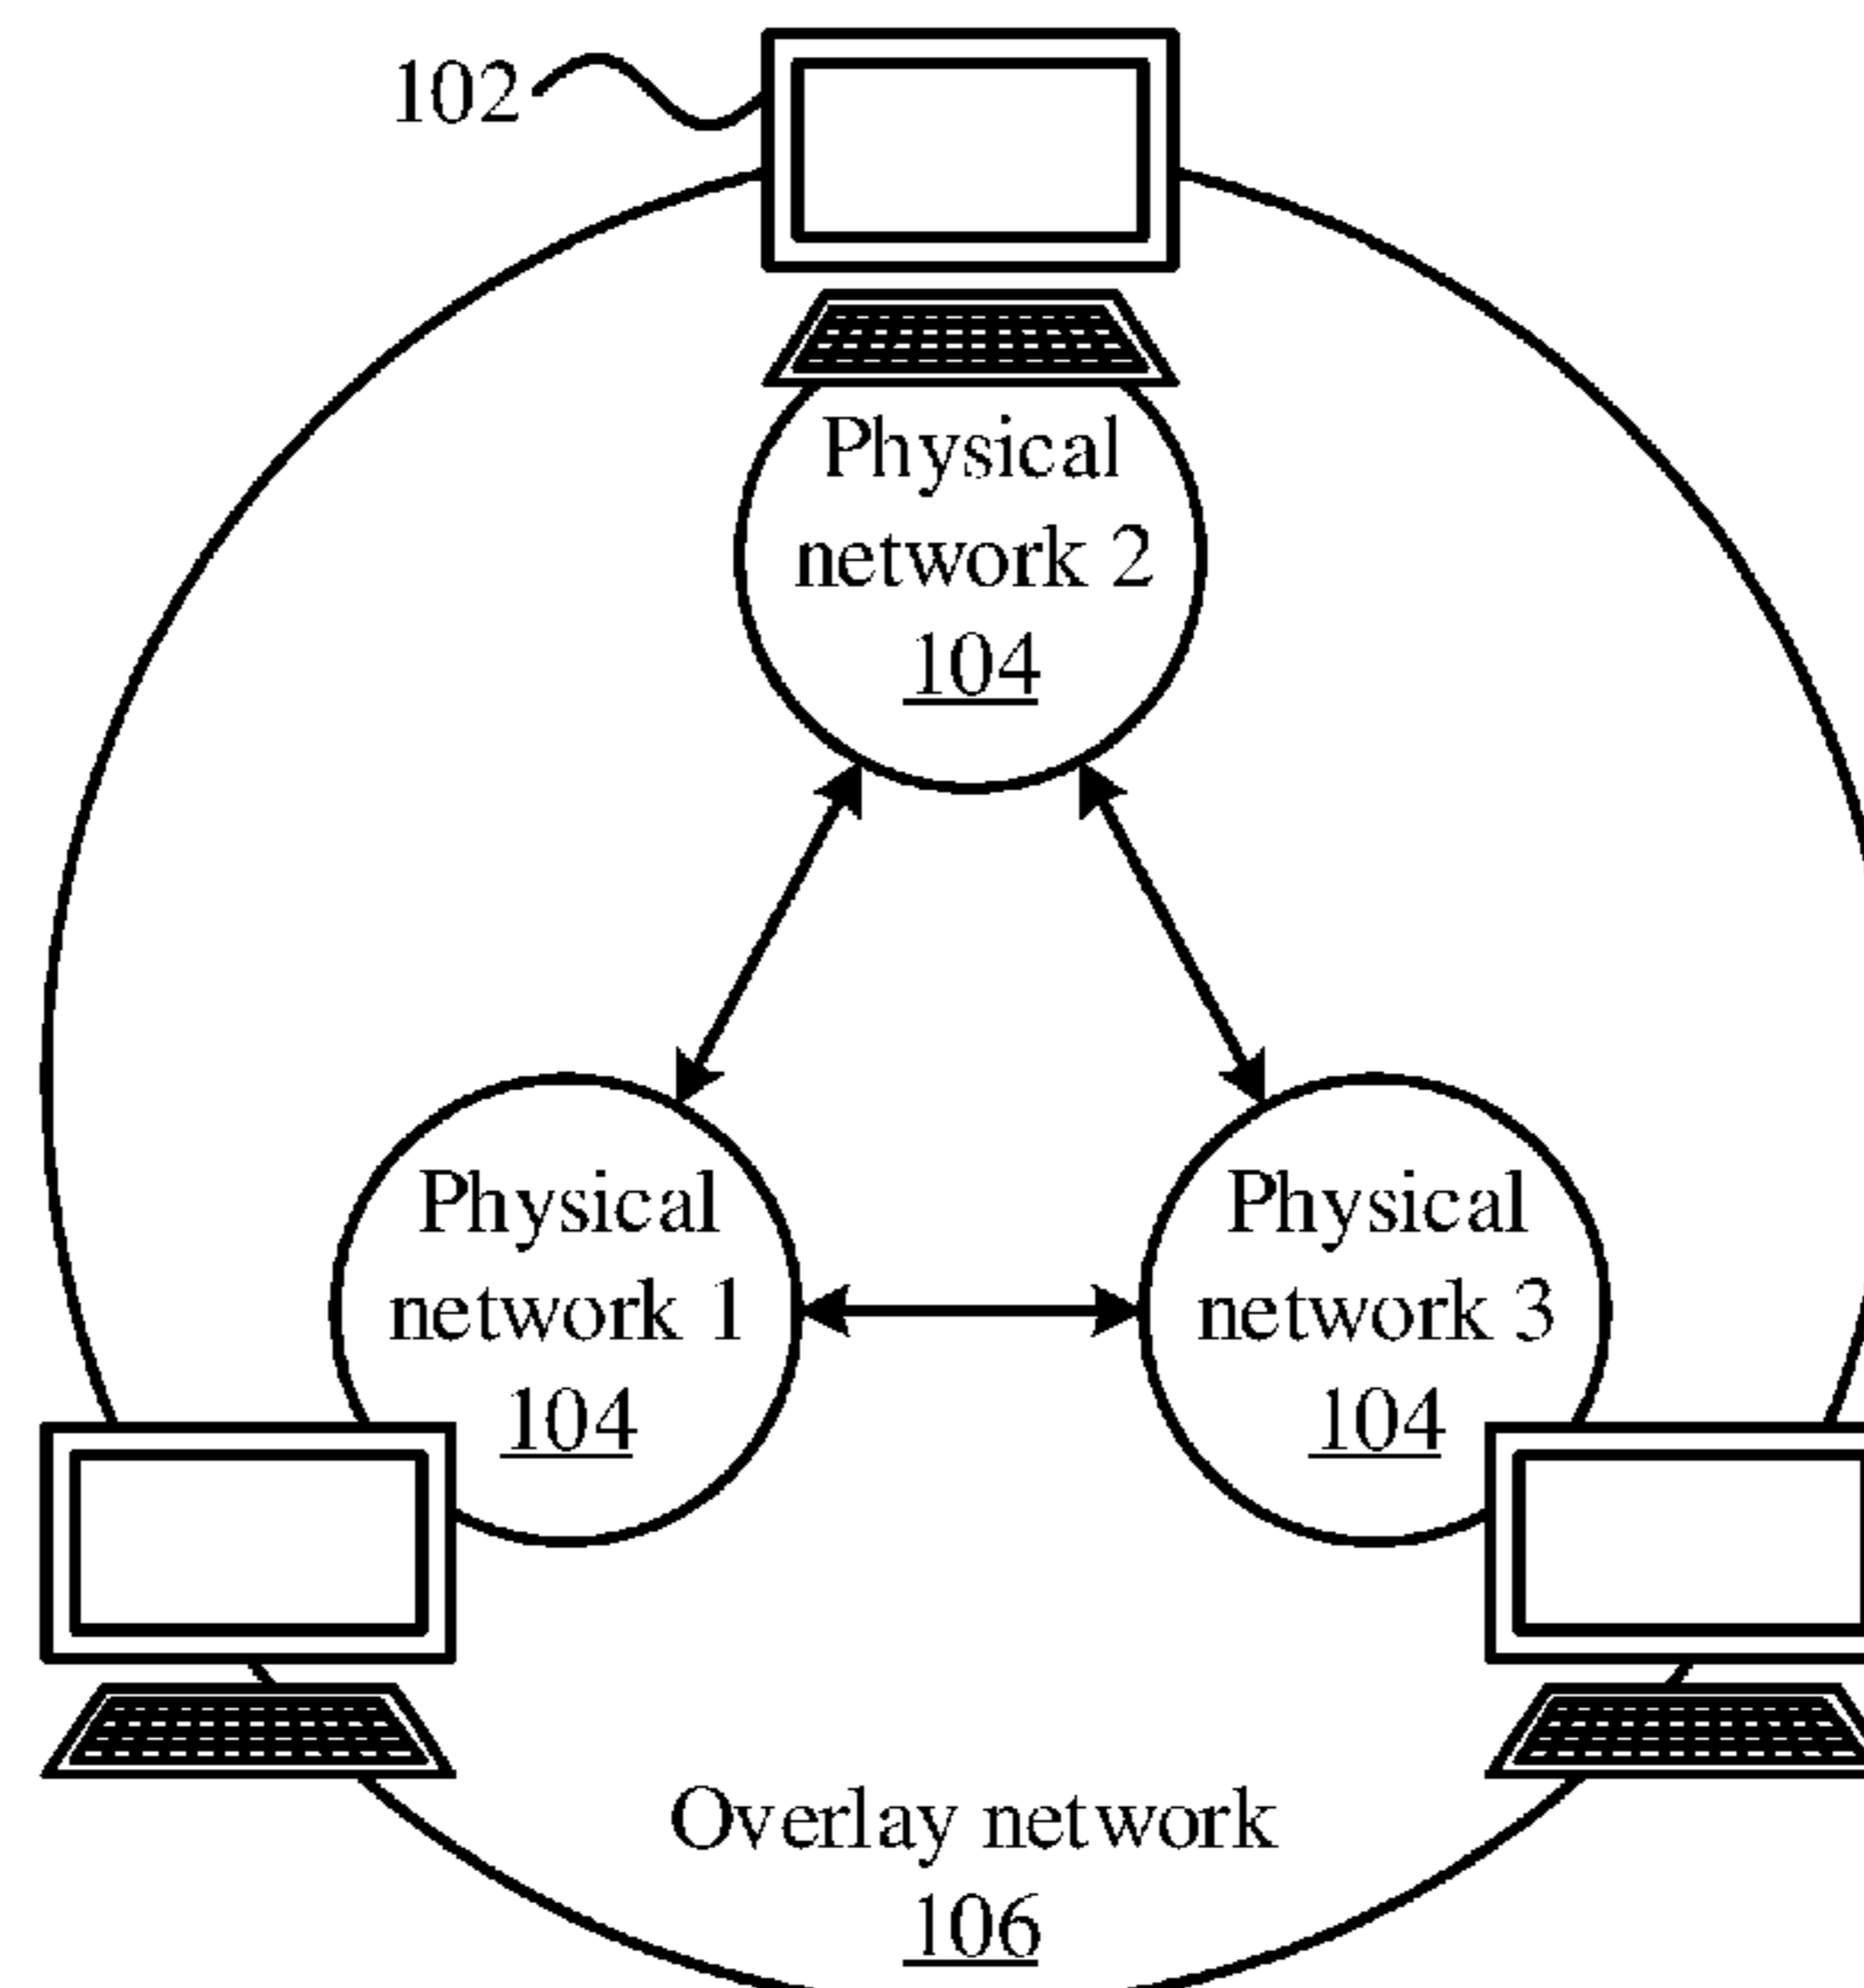 102
Physical
network 2
104
Physical
network 1
104
Physical
network 3
104
Overlay network
106